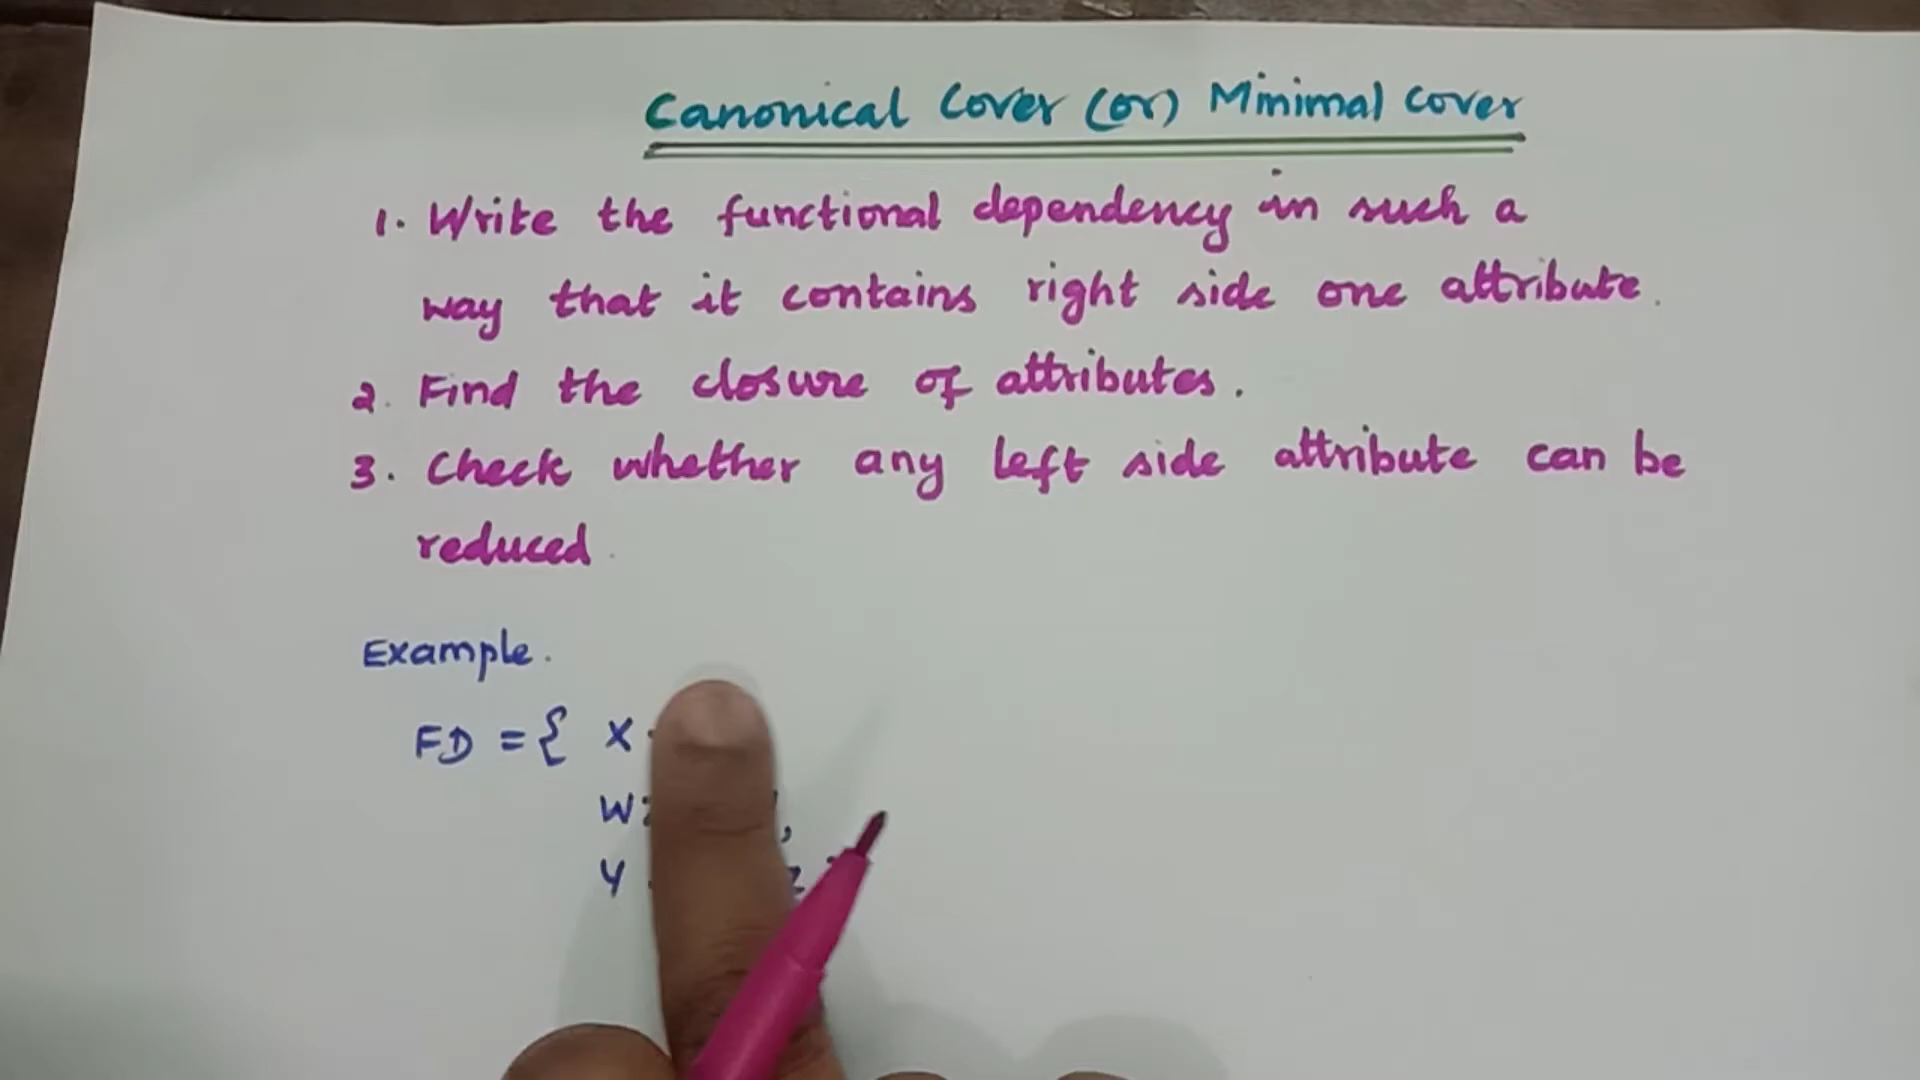 Canonical Cover (or) Minimal Cover
1. Write the functional dependency in such a
way that it contains right side one attribute.
2. Find the closure of attributes.
3. Check whether any left side attribute can be
reduced.
Example.
FD = { X
W
Y